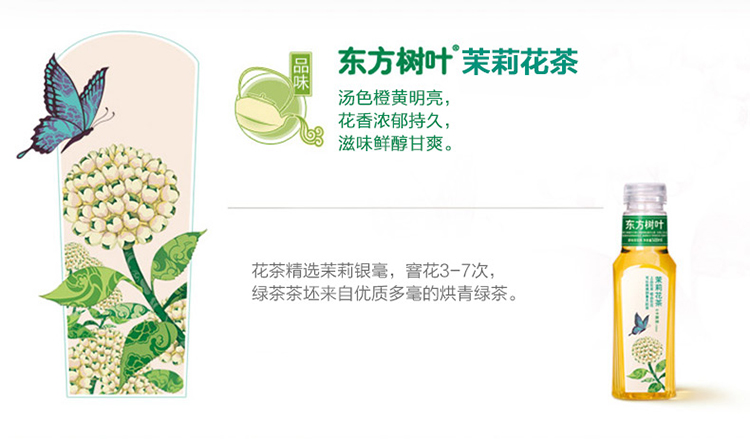 品味
东方树叶®茉莉花茶
汤色橙黄明亮，
花香浓郁持久，
滋味鲜醇甘爽。
花茶精选茉莉银毫，窨花3-7次，
绿茶茶坯来自优质多毫的烘青绿茶。
东方树叶
茉莉花茶